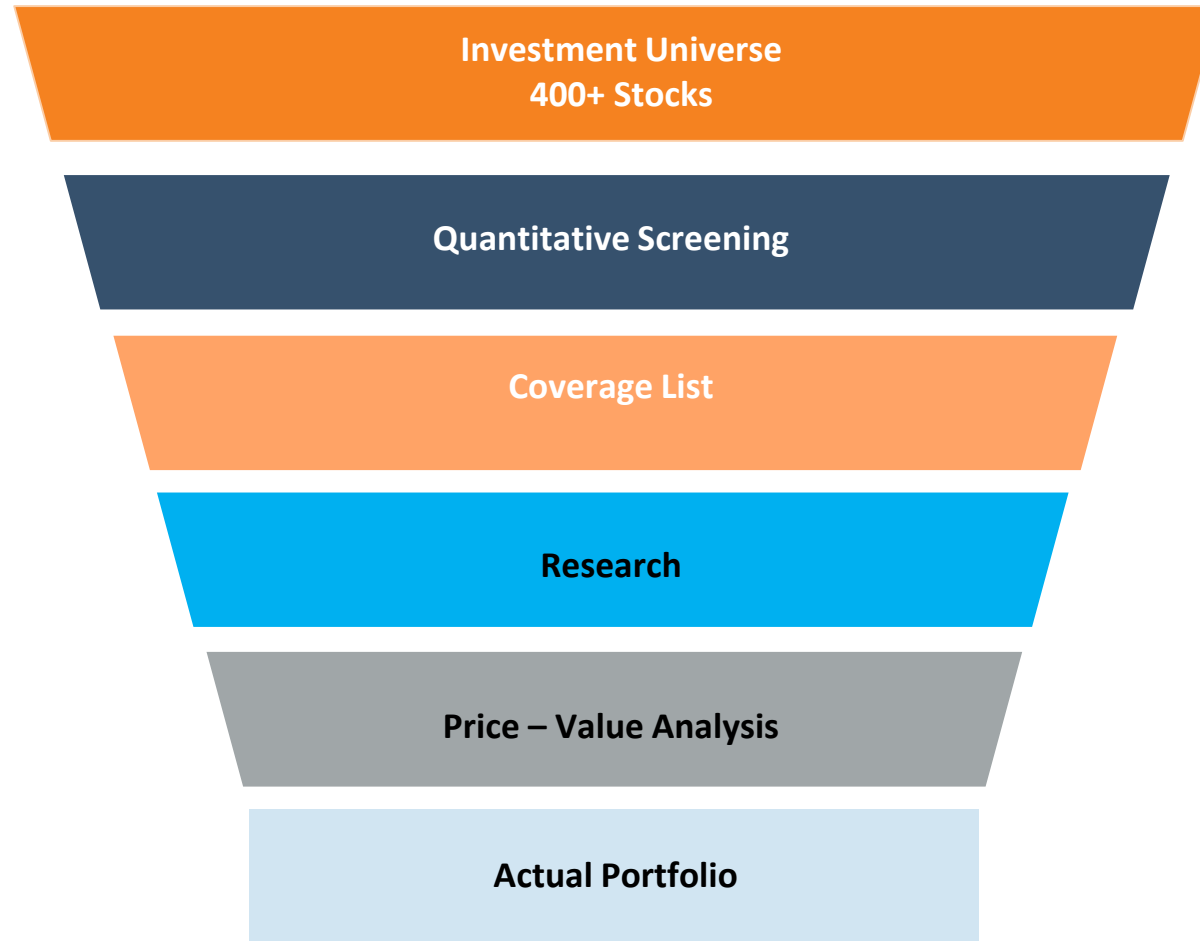 Investment Universe
400+ Stocks
Quantitative Screening
Coverage List
Research
Price – Value Analysis
Actual Portfolio